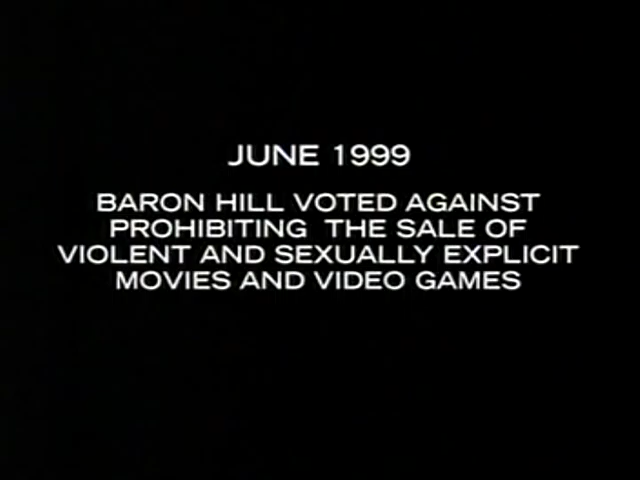 JUNE 1999
BARON HILL VOTED AGAINST
PROHIBITING THE SALE OF
VIOLENT AND SEXUALLY EXPLICIT
MOVIES AND VIDEO GAMES